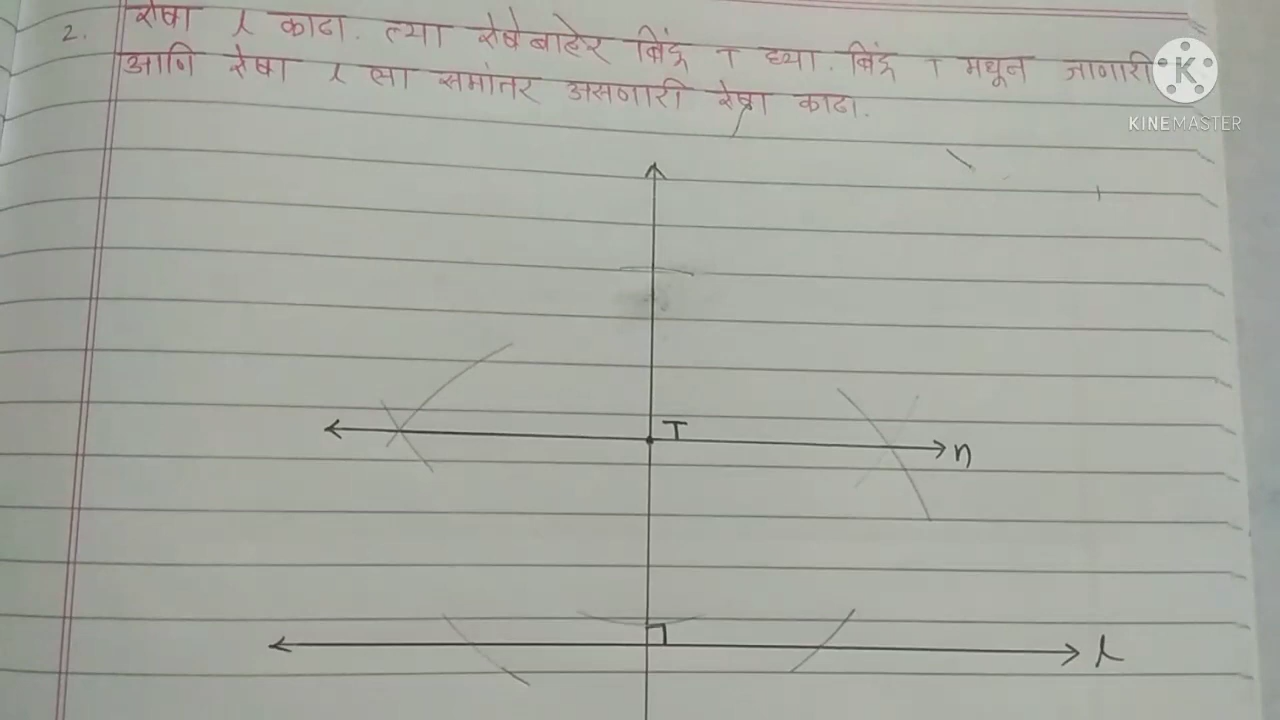 2. रेषा l काढा. त्या रेषेबाहेर बिंदू T घ्या. बिंदू T मधून जाणारी
आणि रेषा l ला समांतर असणारी रेषा काढा.
K
KINEMASTER
T
n
l